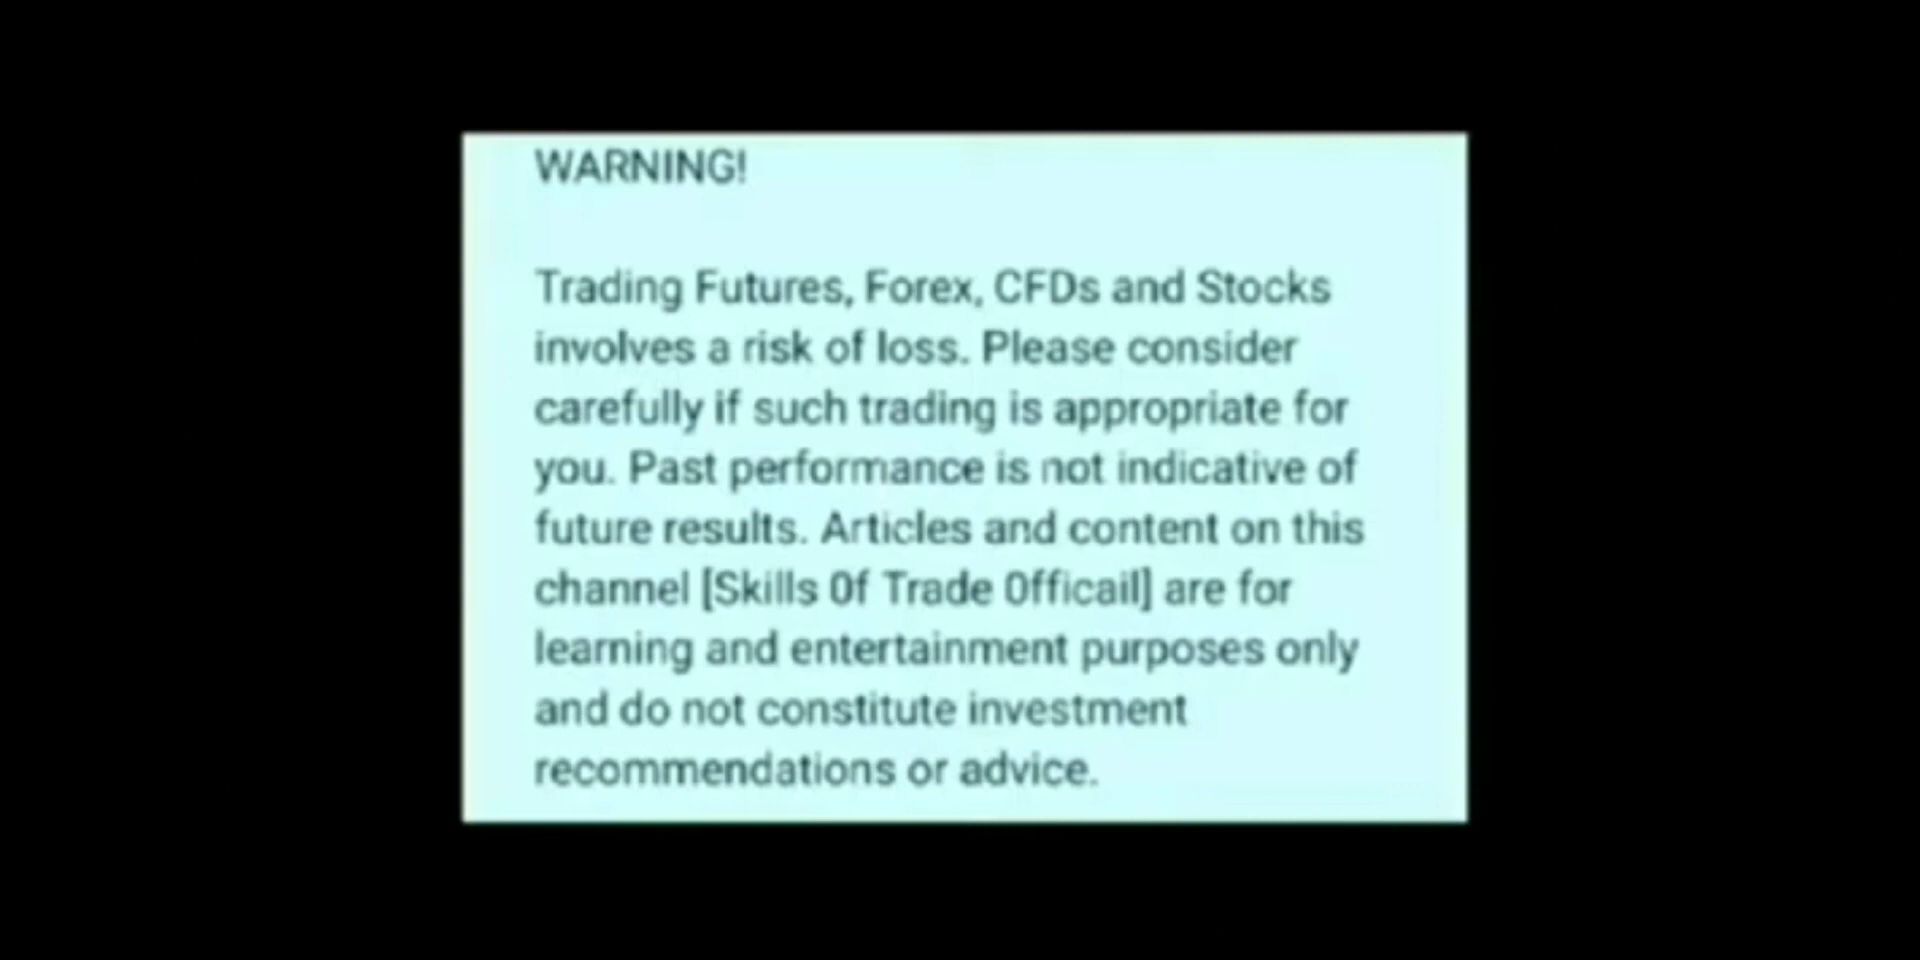 WARNING!
Trading Futures, Forex, CFDs and Stocks
involves a risk of loss. Please consider
carefully if such trading is appropriate for
you. Past performance is not indicative of
future results. Articles and content on this
channel [Skills 0f Trade 0fficail] are for
learning and entertainment purposes only
and do not constitute investment
recommendations or advice.